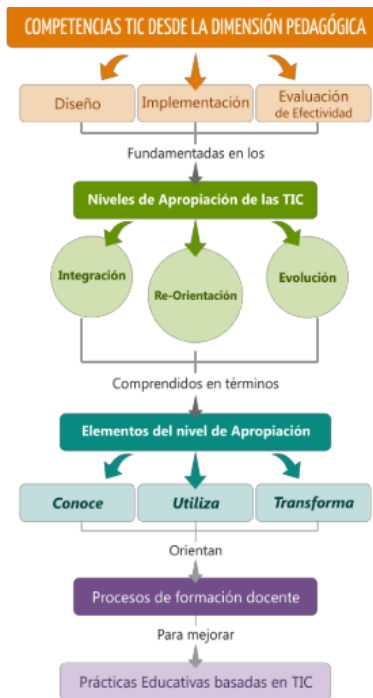 COMPETENCIAS TIC DESDE LA DIMENSIÓN PEDAGÓGICA
Diseño
Implementación
Evaluación
de Efectividad
Fundamentadas en los
Niveles de Apropiación de las TIC
Integración
Re-Orientación
Evolución
Comprendidos en términos
Elementos del nivel de Apropiación
Conoce
Utiliza
Transforma
Orientan
Procesos de formación docente
Para mejorar
Prácticas Educativas basadas en TIC